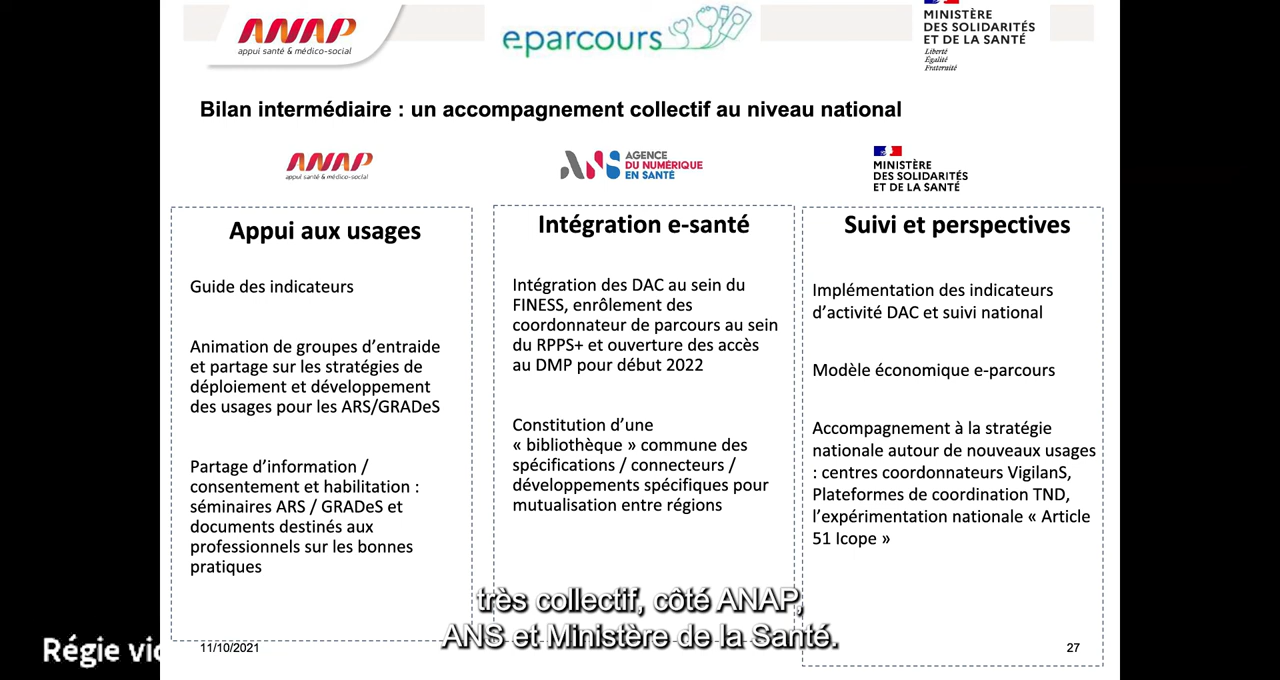 ANAP
appui santé & médico-social
eparcours
MINISTÈRE
DES SOLIDARITÉS
ET DE LA SANTÉ
Liberté
Égalité
Fraternité
Bilan intermédiaire : un accompagnement collectif au niveau national
ANAP
appui santé & médico-social
ANS AGENCE
DU NUMÉRIQUE
EN SANTÉ
MINISTÈRE
DES SOLIDARITÉS
ET DE LA SANTÉ
Appui aux usages
Guide des indicateurs
Animation de groupes d’entraide
et partage sur les stratégies de
déploiement et développement
des usages pour les ARS/GRADeS
Partage d’information /
consentement et habilitation :
séminaires ARS / GRADeS et
documents destinés aux
professionnels sur les bonnes
pratiques
Intégration e-santé
Intégration des DAC au sein du
FINESS, enrôlement des
coordonnateur de parcours au sein
du RPPS+ et ouverture des accès
au DMP pour début 2022
Constitution d’une
« bibliothèque » commune des
spécifications / connecteurs /
développements spécifiques pour
mutualisation entre régions
Suivi et perspectives
Implémentation des indicateurs
d’activité DAC et suivi national
Modèle économique e-parcours
Accompagnement à la stratégie
nationale autour de nouveaux usages
: centres coordonnateurs VigilanS,
Plateformes de coordination TND,
l’expérimentation nationale « Article
51 Icope »
très collectif, côté ANAP,
ANS et Ministère de la Santé.
Régie
11/10/2021
27